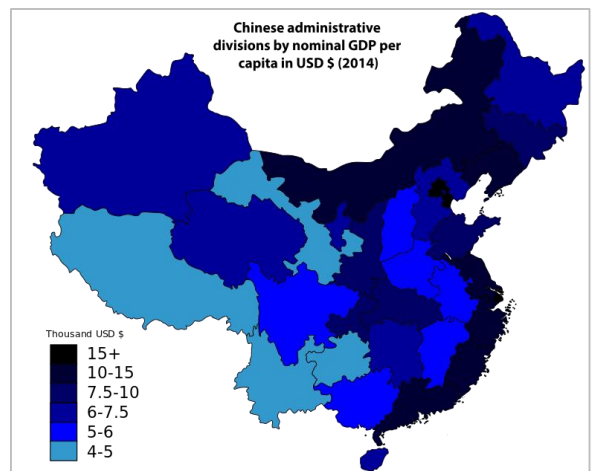 Chinese administrative
divisions by nominal GDP per
capita in USD $ (2014)
Thousand USD $
15+
10-15
7.5-10
6-7.5
5-6
4-5